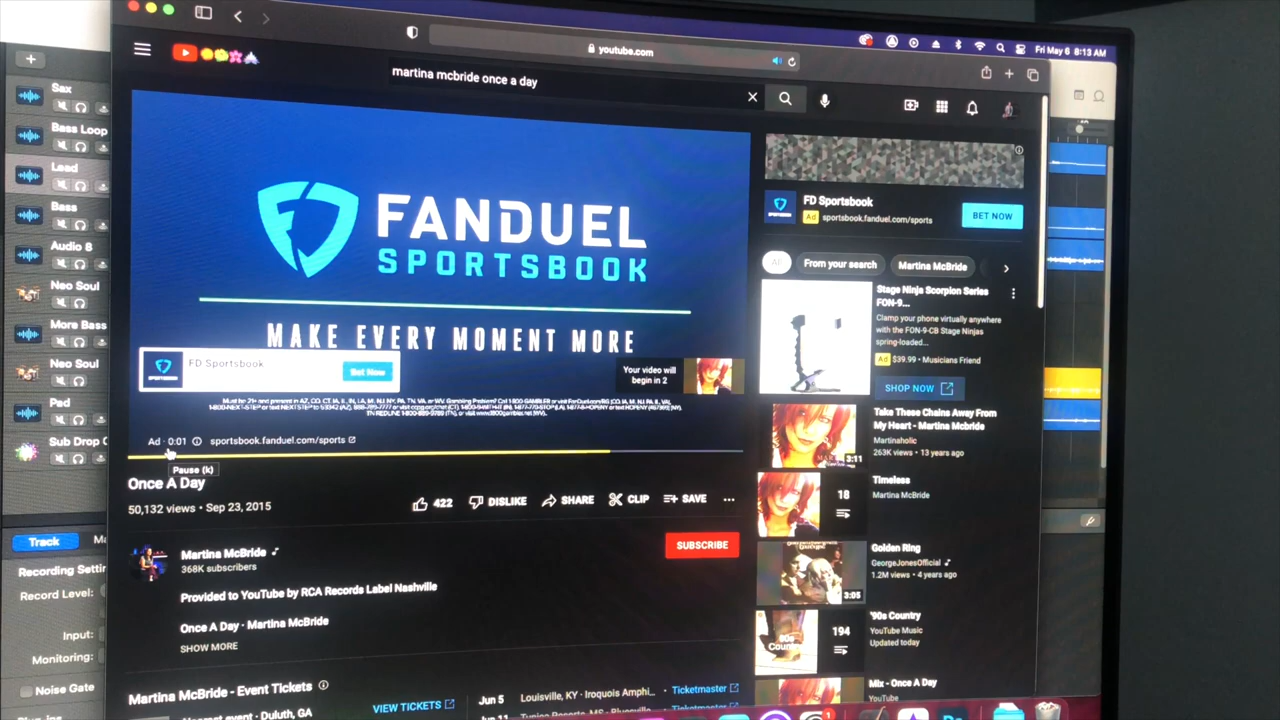 youtube.com
Fri May 6 8:13 AM
martina mcbride once a day
Sax
Bass Loop
Lead
Bass
Audio 8
Neo Soul
More Bass
Neo Soul
Pad
Sub Drop
Track
Recording
Record Level:
Input:
Monitoring:
Noise Gate
FANDUEL
SPORTSBOOK
MAKE EVERY MOMENT MORE
FD Sportsbook
Bet Now
Your video will
begin in 2
Ad · 0:01
sportsbook.fanduel.com/sports
Pause (k)
Once A Day
50,132 views • Sep 23, 2015
422
DISLIKE
SHARE
CLIP
SAVE
Martina McBride
368K subscribers
SUBSCRIBE
Provided to YouTube by RCA Records Label Nashville
Once A Day · Martina McBride
SHOW MORE
Martina McBride - Event Tickets
Duluth, GA
VIEW TICKETS
Jun 5
Louisville, KY · Iroquois Amphi...
Ticketmaster
FD Sportsbook
Ad sportsbook.fanduel.com/sports
BET NOW
All
From your search
Martina McBride
Stage Ninja Scorpion Series
FON-9...
Clamp your phone virtually anywhere
with the FON-9-CB Stage Ninjas
spring-loaded...
Ad $39.99 • Musicians Friend
SHOP NOW
Take These Chains Away From
My Heart - Martina McBride
Martinaholic
263K views • 13 years ago
3:11
Timeless
Martina McBride
18
Golden Ring
GeorgeJonesOfficial
1.2M views • 4 years ago
3:05
'90s Country
YouTube Music
Updated today
194
Mix - Once A Day
YouTube